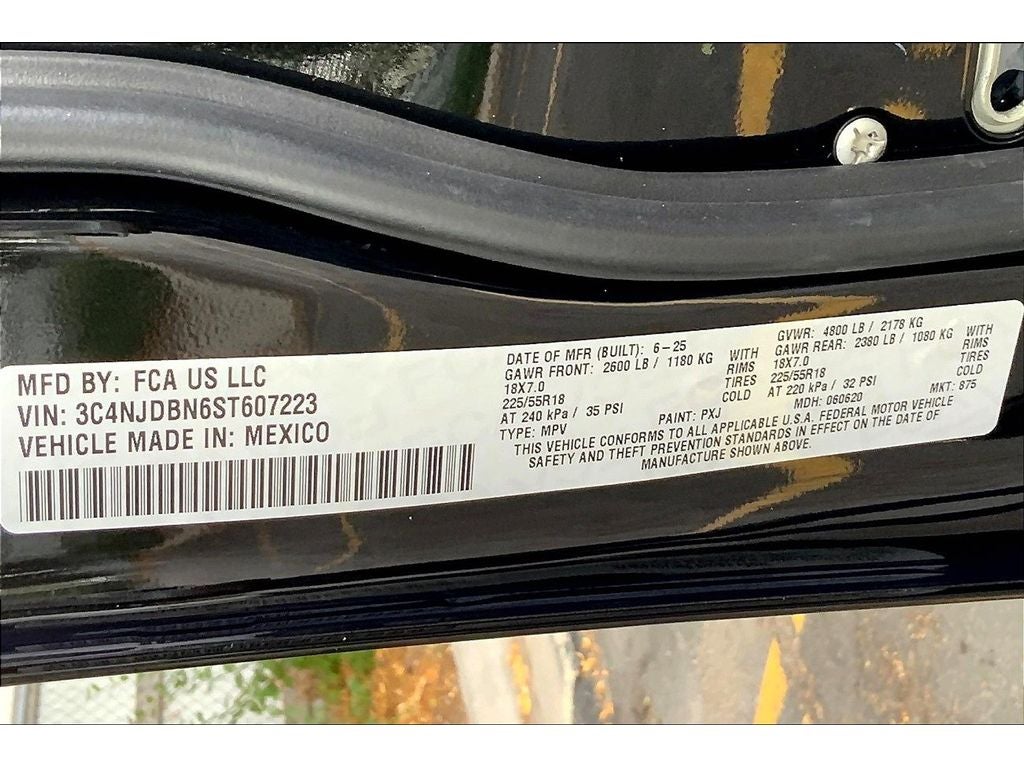 MFD BY: FCA US LLC
VIN: 3C4NJDBN6ST607223
VEHICLE MADE IN: MEXICO
DATE OF MFR (BUILT): 6-25 GVWR: 4800 LB / 2178 KG
GAWR FRONT: 2600 LB / 1180 KG WITH GAWR REAR: 2380 LB / 1080 KG WITH
18X7.0 RIMS 18X7.0 RIMS
225/55R18 TIRES 225/55R18 TIRES
AT 240 kPa / 35 PSI COLD AT 220 kPa / 32 PSI COLD
TYPE: MPV PAINT: PXJ MDH: 060620 MKT: 875
THIS VEHICLE CONFORMS TO ALL APPLICABLE U.S.A. FEDERAL MOTOR VEHICLE
SAFETY AND THEFT PREVENTION STANDARDS IN EFFECT ON THE DATE OF
MANUFACTURE SHOWN ABOVE.